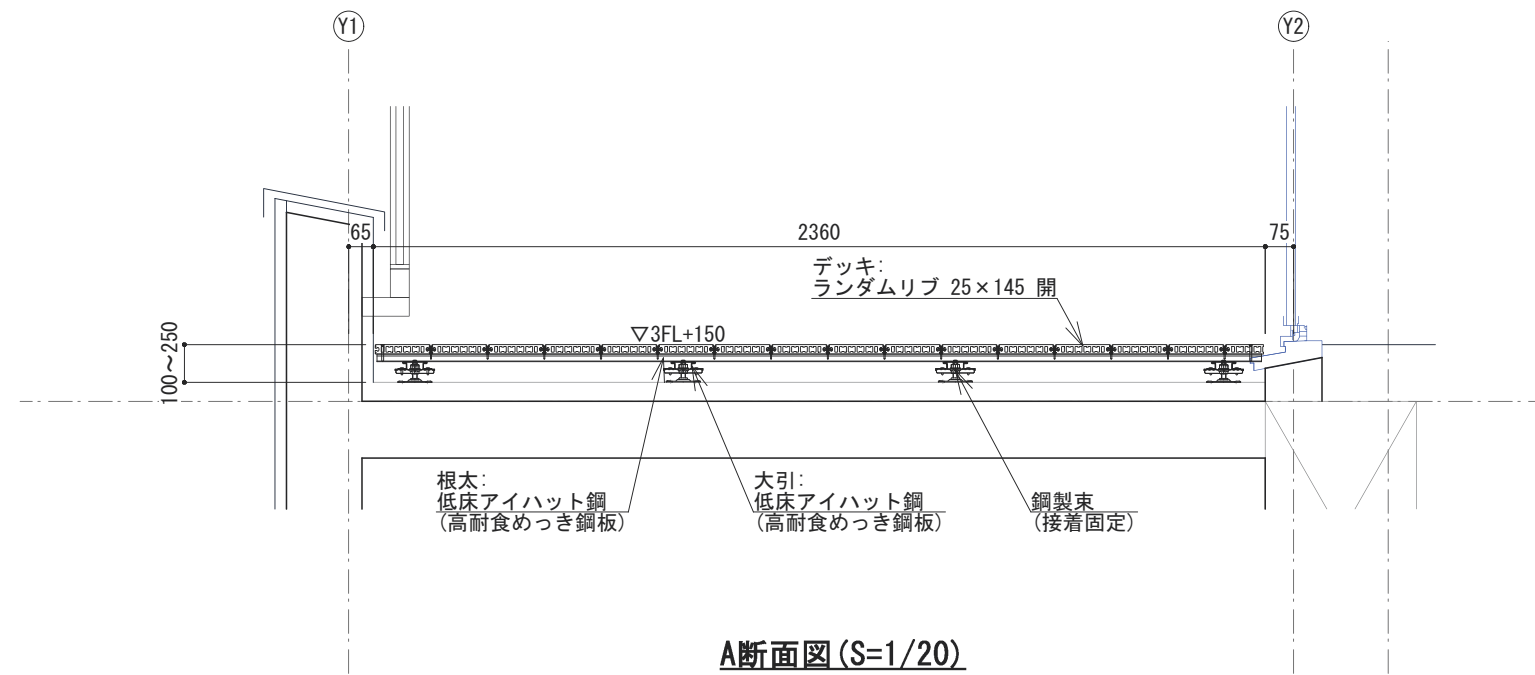 Y1
Y2
65
2360
75
デッキ:
ランダムリブ 25×145 開
▽3FL+150
100~250
根太:
低床アイハット鋼
(高耐食めっき鋼板)
大引:
低床アイハット鋼
(高耐食めっき鋼板)
鋼製束
(接着固定)
A断面図(S=1/20)